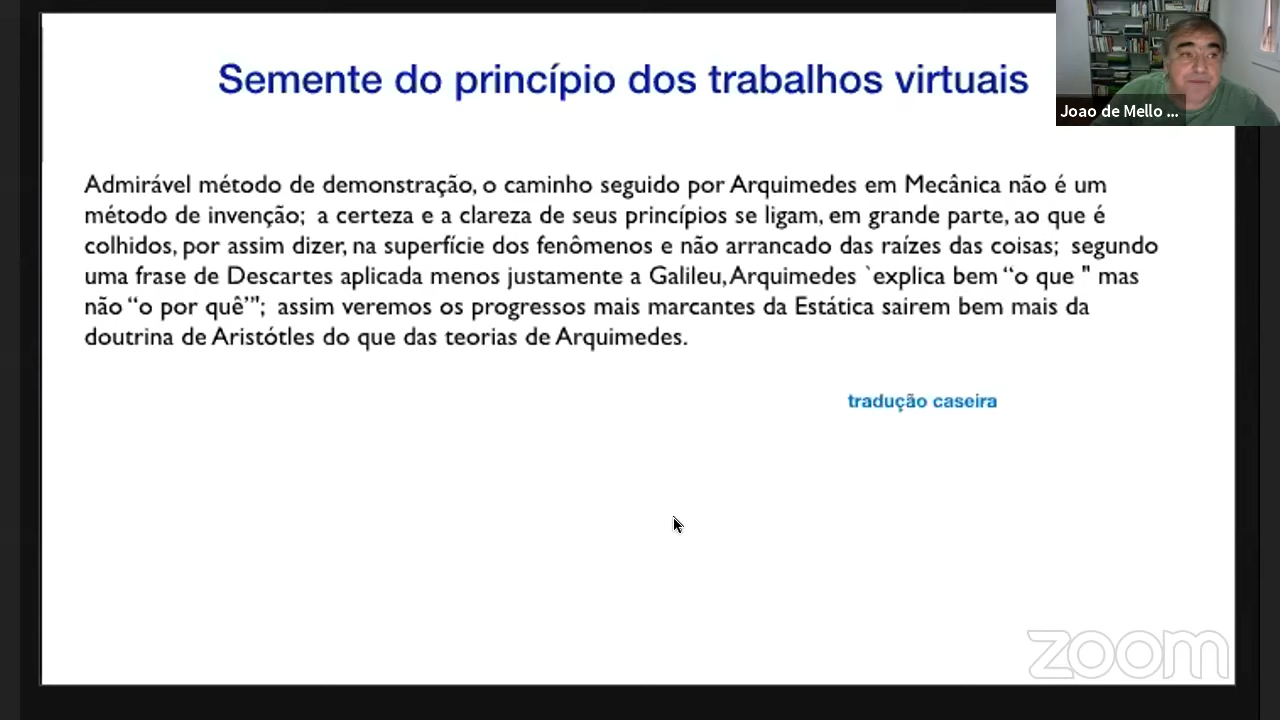 Semente do princípio dos trabalhos virtuais
Joao de Mello ...
Admirável método de demonstração, o caminho seguido por Arquimedes em Mecânica não é um
método de invenção;  a certeza e a clareza de seus princípios se ligam, em grande parte, ao que é
colhidos, por assim dizer, na superfície dos fenômenos e não arrancado das raízes das coisas;  segundo
uma frase de Descartes aplicada menos justamente a Galileu, Arquimedes `explica bem “o que " mas
não “o por quê”";  assim veremos os progressos mais marcantes da Estática sairem bem mais da
doutrina de Aristótles do que das teorias de Arquimedes.
tradução caseira
zoom